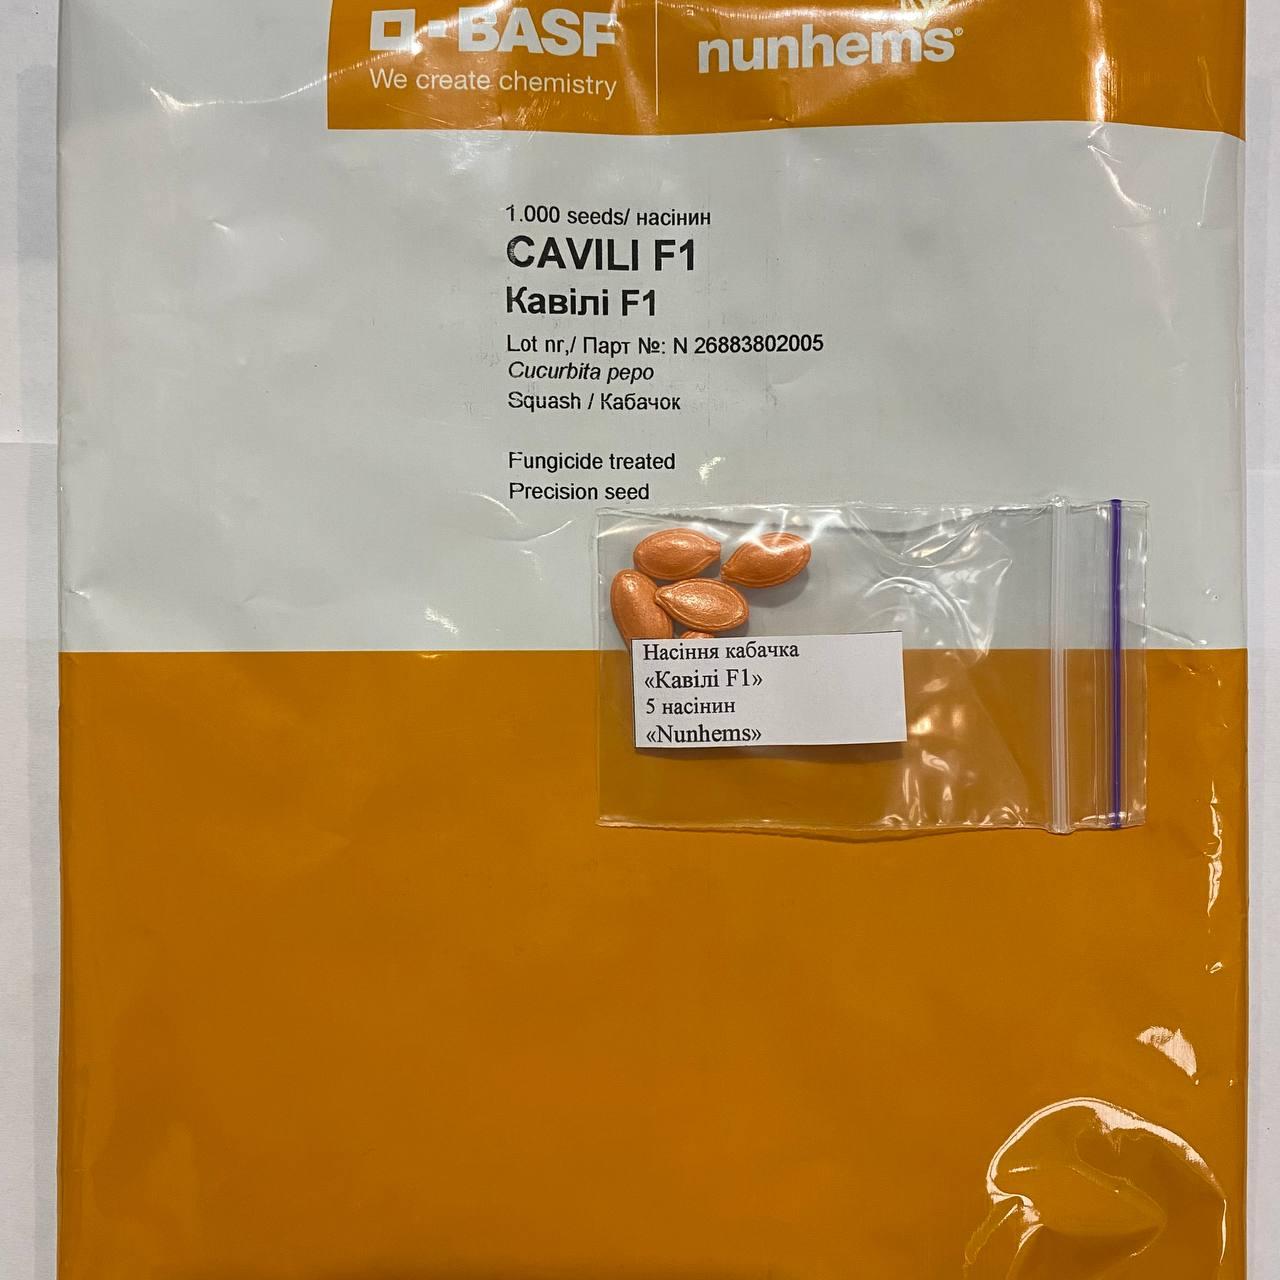 BASF
We create chemistry
nunhems®
1.000 seeds/ насінин
CAVILI F1
Кавілі F1
Lot nr,/ Парт №: N 26883802005
Cucurbita pepo
Squash / Кабачок
Fungicide treated
Precision seed
Насіння кабачка
«Кавілі F1»
5 насінин
«Nunhems»